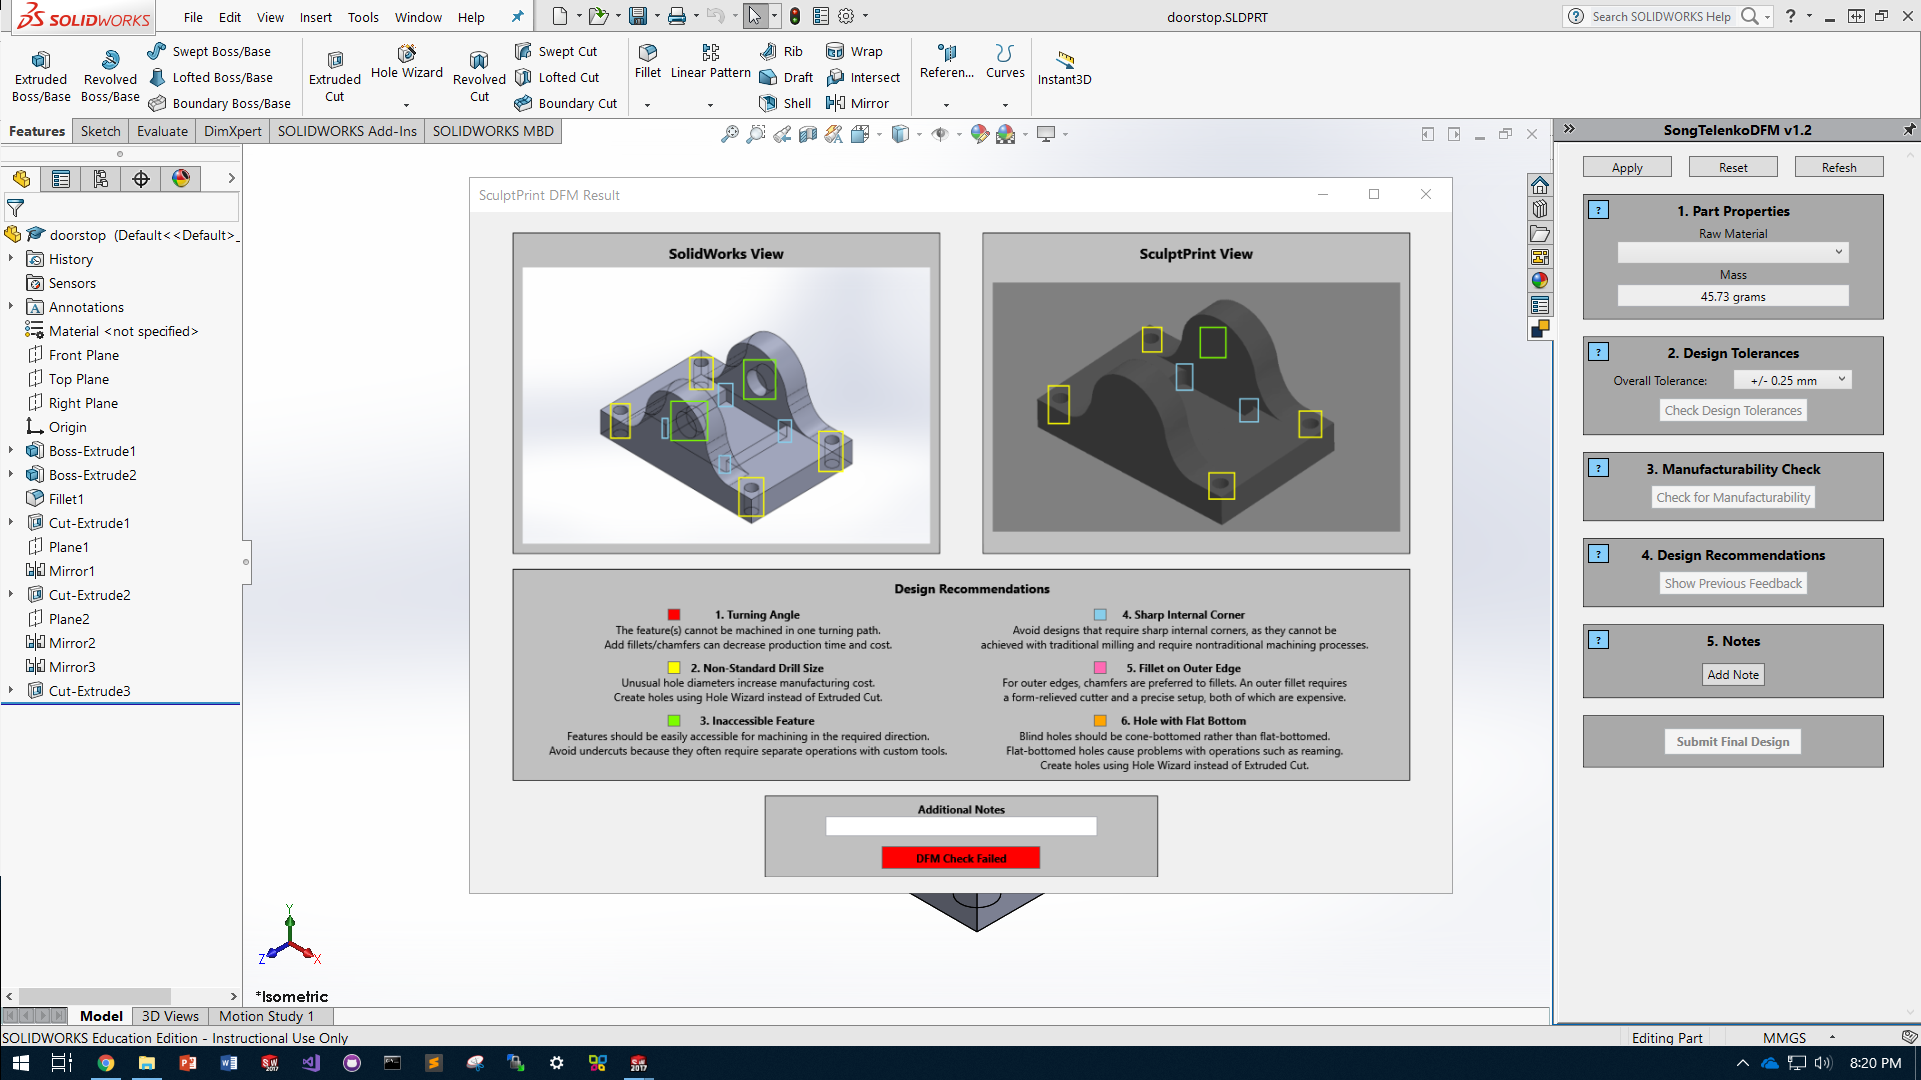 SOLIDWORKS
File Edit View Insert Tools Window Help
doorstop.SLDPRT
Search SOLIDWORKS Help
?
Extruded Boss/Base
Revolved Boss/Base
Swept Boss/Base
Lofted Boss/Base
Boundary Boss/Base
Extruded Cut
Hole Wizard
Revolved Cut
Swept Cut
Lofted Cut
Boundary Cut
Fillet
Linear Pattern
Rib
Draft
Shell
Wrap
Intersect
Mirror
Referen...
Curves
Instant3D
Features Sketch Evaluate DimXpert SOLIDWORKS Add-Ins SOLIDWORKS MBD
doorstop (Default<<Default>_
History
Sensors
Annotations
Material <not specified>
Front Plane
Top Plane
Right Plane
Origin
Boss-Extrude1
Boss-Extrude2
Fillet1
Cut-Extrude1
Plane1
Mirror1
Cut-Extrude2
Plane2
Mirror2
Mirror3
Cut-Extrude3
SculptPrint DFM Result
SolidWorks View
SculptPrint View
Design Recommendations
1. Turning Angle
The feature(s) cannot be machined in one turning path.
Add fillets/chamfers can decrease production time and cost.
2. Non-Standard Drill Size
Unusual hole diameters increase manufacturing cost.
Create holes using Hole Wizard instead of Extruded Cut.
3. Inaccessible Feature
Features should be easily accessible for machining in the required direction.
Avoid undercuts because they often require separate operations with custom tools.
4. Sharp Internal Corner
Avoid designs that require sharp internal corners, as they cannot be
achieved with traditional milling and require nontraditional machining processes.
5. Fillet on Outer Edge
For outer edges, chamfers are preferred to fillets. An outer fillet requires
a form-relieved cutter and a precise setup, both of which are expensive.
6. Hole with Flat Bottom
Blind holes should be cone-bottomed rather than flat-bottomed.
Flat-bottomed holes cause problems with operations such as reaming.
Create holes using Hole Wizard instead of Extruded Cut.
Additional Notes
DFM Check Failed
SongTelenkoDFM v1.2
Apply Reset Refesh
? 1. Part Properties
Raw Material
Mass
45.73 grams
? 2. Design Tolerances
Overall Tolerance: +/- 0.25 mm
Check Design Tolerances
? 3. Manufacturability Check
Check for Manufacturability
? 4. Design Recommendations
Show Previous Feedback
? 5. Notes
Add Note
Submit Final Design
Y
Z
X
*Isometric
Model 3D Views Motion Study 1
SOLIDWORKS Education Edition - Instructional Use Only
Editing Part MMGS
8:20 PM